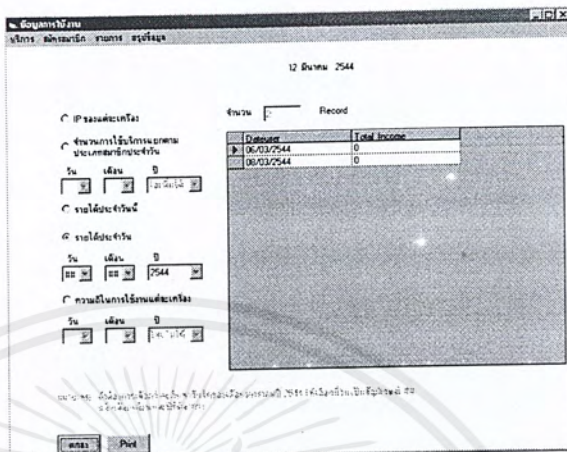 ข้อมูลการใช้งาน
บริการ สมัครสมาชิก รายการ สรุปข้อมูล
12 มีนาคม 2544
IP ของแต่ละเครื่อง
จำนวน 2 Record
จำนวนการใช้บริการแยกตาม
ประเภทสมาชิกประจำวัน
วัน เดือน ปี
รายได้ประจำวันนี้
รายได้ประจำวัน
วัน เดือน ปี
## ## 2544
ความถี่ในการใช้งานแต่ละเครื่อง
วัน เดือน ปี
Dateuser Total Income
06/03/2544 0
08/03/2544 0
ตกลง Print